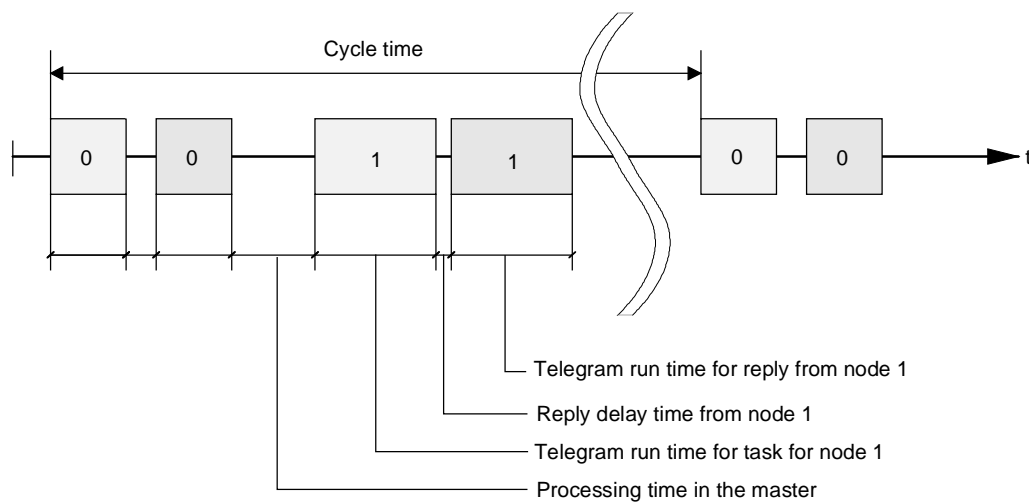 Cycle time
0
0
1
1
0
0
t
Telegram run time for reply from node 1
Reply delay time from node 1
Telegram run time for task for node 1
Processing time in the master